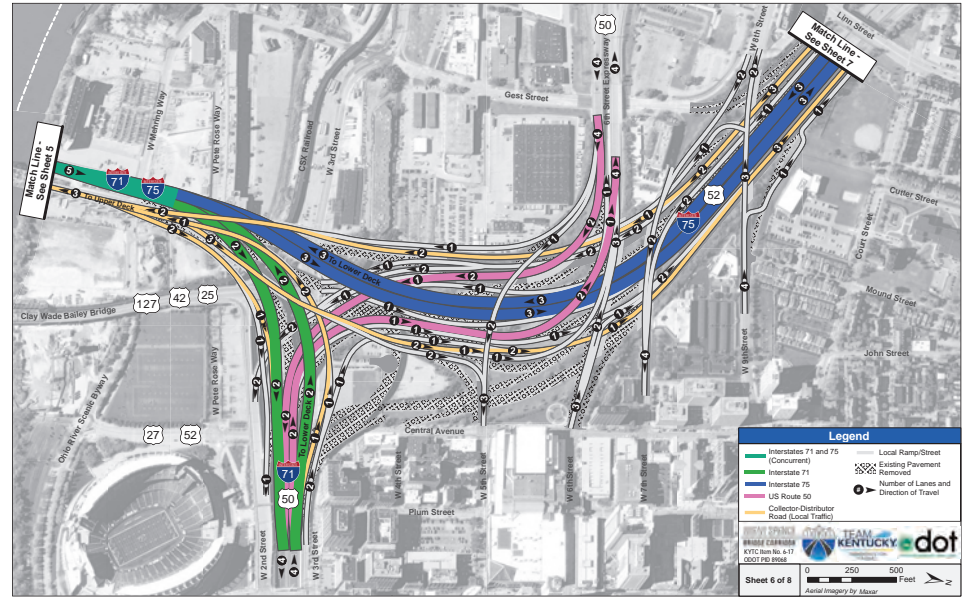 50
W 8th Street
Linn Street
Match Line -
See Sheet 7
6th Street Expressway
Gest Street
W Mehring Way
W Pete Rose Way
CSX Railroad
W 3rd Street
Match Line -
See Sheet 5
5
71
75
3
To Upper Deck
52
75
Cutter Street
Court Street
To Lower Deck
127
42
25
Clay Wade Bailey Bridge
Mound Street
W 9th Street
John Street
Ohio River Scenic Byway
W Pete Rose Way
To Lower Deck
27
52
Central Avenue
71
50
W 4th Street
W 5th Street
W 6th Street
W 7th Street
Plum Street
W 2nd Street
W 3rd Street
Legend
Interstates 71 and 75
(Concurrent)
Interstate 71
Interstate 75
US Route 50
Collector-Distributor
Road (Local Traffic)
Local Ramp/Street
Existing Pavement
Removed
#
Number of Lanes and
Direction of Travel
BRENT SPENCE
BRIDGE CORRIDOR
KYTC Item No. 6-17
ODOT PID 89068
TEAM
KENTUCKY
Sheet 6 of 8
0 250 500
Feet
N
Aerial Imagery by Maxar